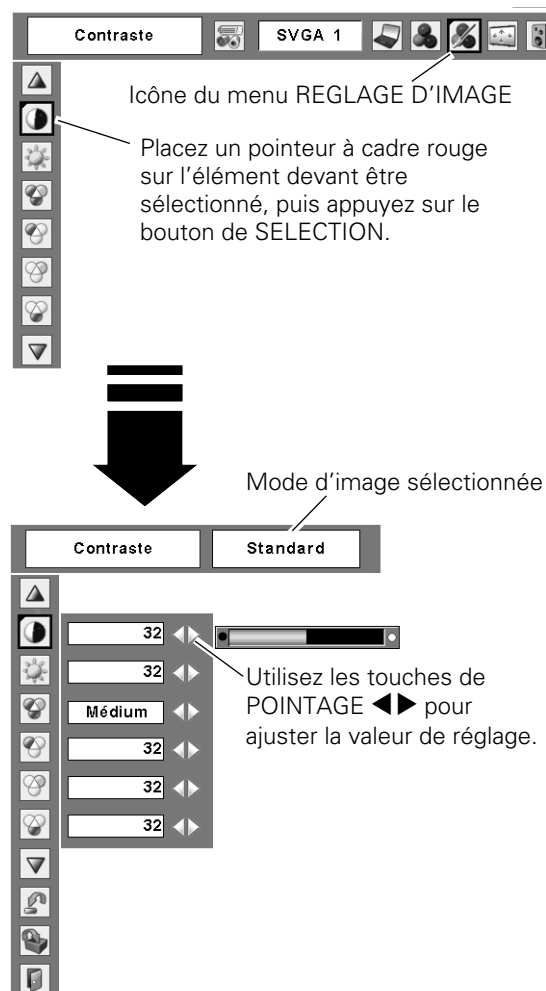 Contraste
SVGA 1
Icône du menu REGLAGE D'IMAGE
Placez un pointeur à cadre rouge
sur l'élément devant être
sélectionné, puis appuyez sur le
bouton de SELECTION.
Mode d'image sélectionnée
Contraste
Standard
32
32
Médium
32
32
32
Utilisez les touches de
POINTAGE ◀▶ pour
ajuster la valeur de réglage.